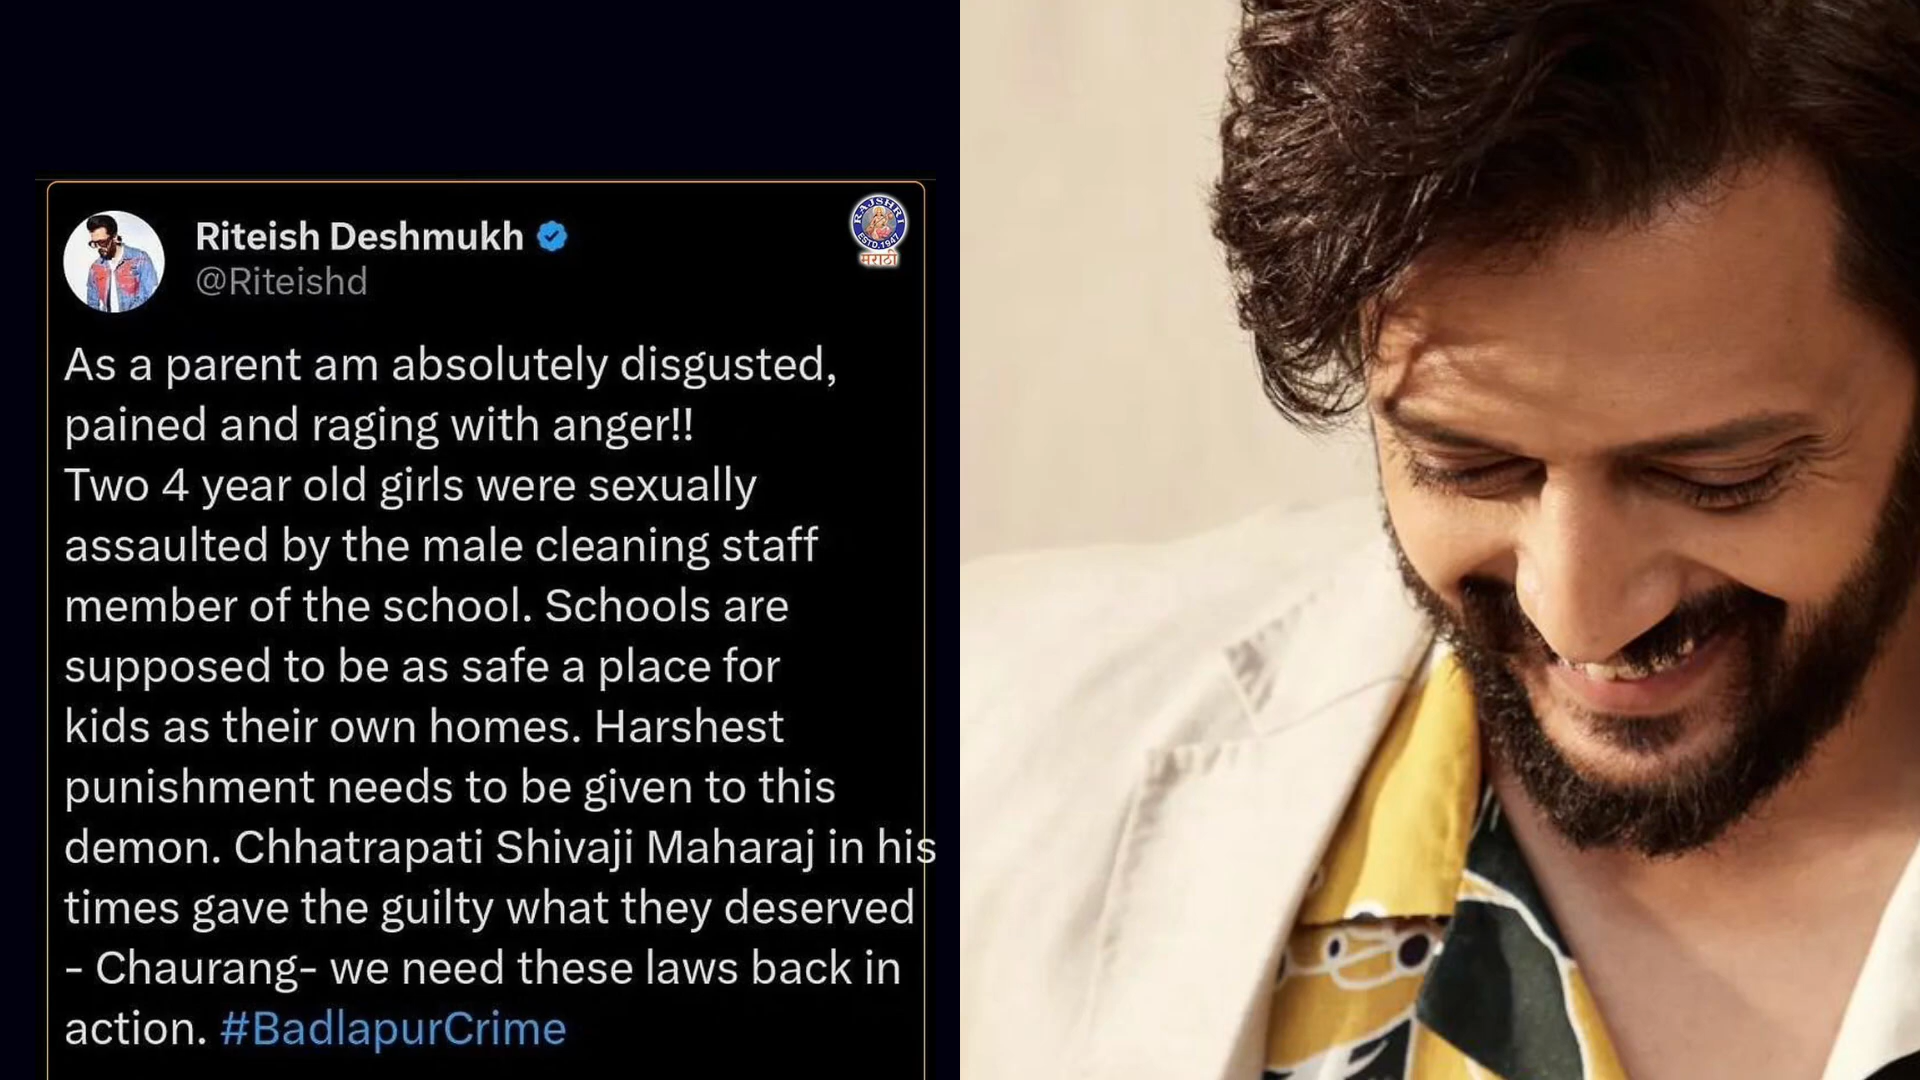 Riteish Deshmukh
@Riteishd
RAJSHRI
ESTD.1947
मराठी
As a parent am absolutely disgusted,
pained and raging with anger!!
Two 4 year old girls were sexually
assaulted by the male cleaning staff
member of the school. Schools are
supposed to be as safe a place for
kids as their own homes. Harshest
punishment needs to be given to this
demon. Chhatrapati Shivaji Maharaj in his
times gave the guilty what they deserved
- Chaurang- we need these laws back in
action. #BadlapurCrime